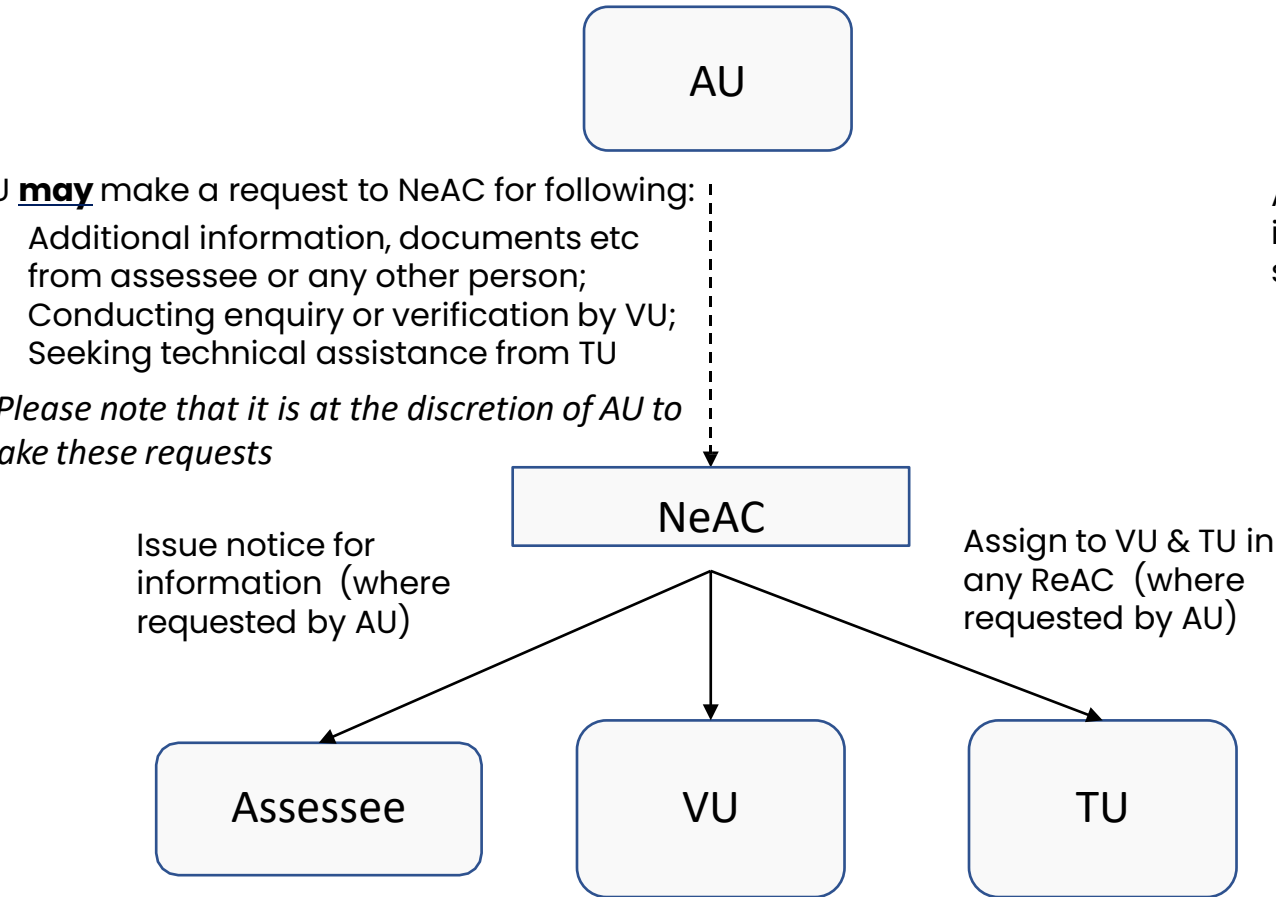 AU
may make a request to NeAC for following:
Additional information, documents etc
from assessee or any other person;
Conducting enquiry or verification by VU;
Seeking technical assistance from TU
Please note that it is at the discretion of AU to
these requests
NeAC
Issue notice for
information (where
requested by AU)
Assign to VU & TU in
any ReAC (where
requested by AU)
Assessee
VU
TU